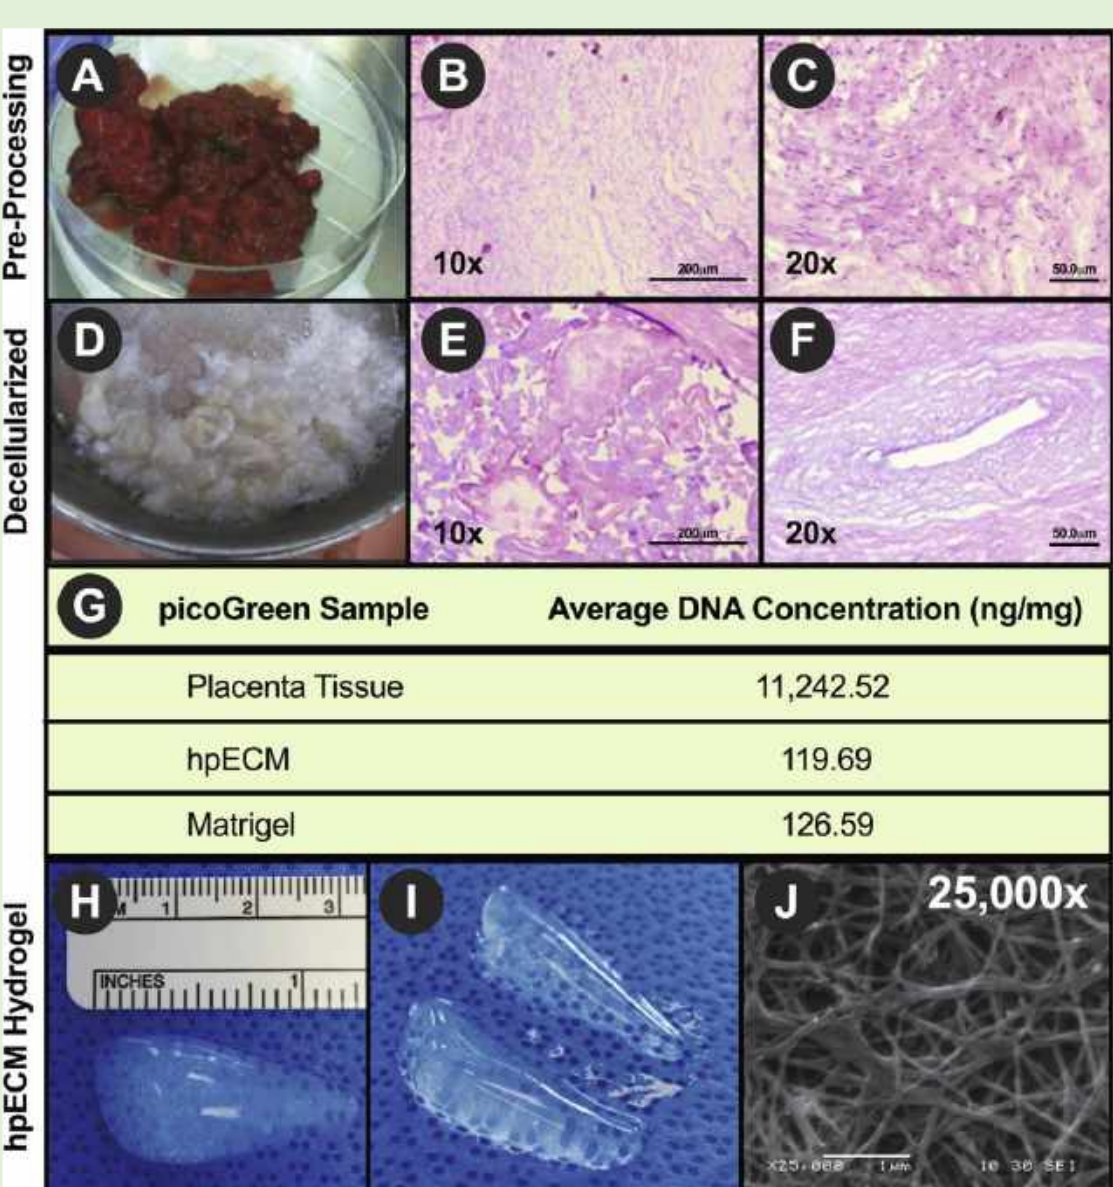 Pre-Processing
A
B
10x
200µm
C
20x
50.0µm
Decellularized
D
E
10x
200µm
F
20x
50.0µm
G picoGreen Sample Average DNA Concentration (ng/mg)
Placenta Tissue 11,242.52
hpECM 119.69
Matrigel 126.59
hpECM Hydrogel
H
M 1 2 3
INCHES 1
I
J
25,000x
X25,000 1µm 10 30 SEI